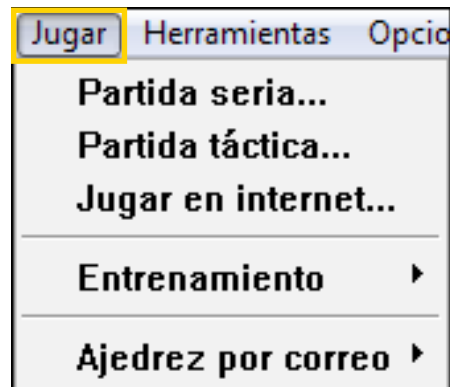 Jugar Herramientas Opcio
Partida seria...
Partida táctica...
Jugar en internet...
Entrenamiento
Ajedrez por correo